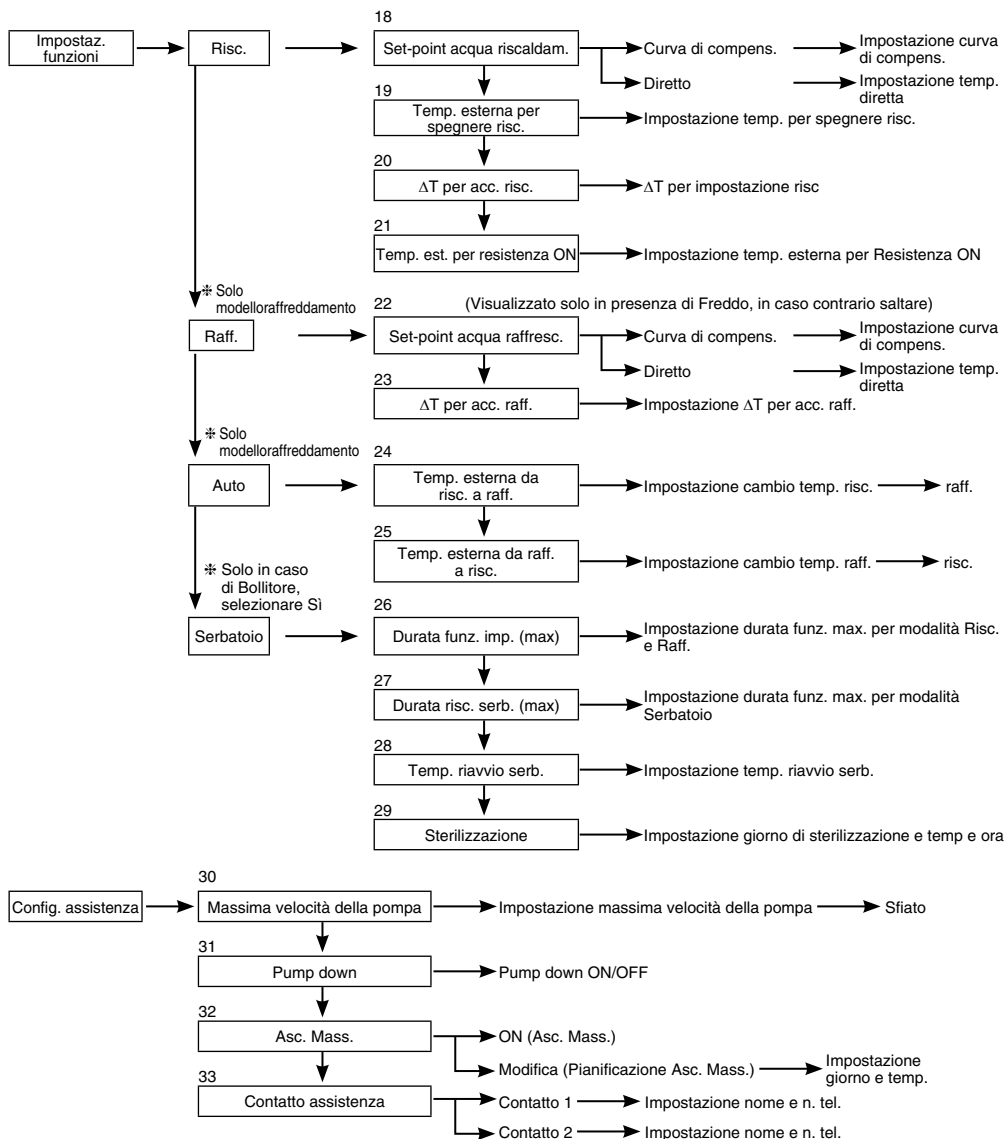 18
Impostaz.
funzioni
Risc.
Set-point acqua riscaldam.
Curva di compens.
Impostazione curva
di compens.
Diretto
Impostazione temp.
diretta
19
Temp. esterna per
spegnere risc.
Impostazione temp. per spegnere risc.
20
ΔT per acc. risc.
ΔT per impostazione risc
21
Temp. est. per resistenza ON
Impostazione temp. esterna per Resistenza ON
❈ Solo
modelloraffreddamento
22
(Visualizzato solo in presenza di Freddo, in caso contrario saltare)
Raff.
Set-point acqua raffresc.
Curva di compens.
Impostazione curva
di compens.
Diretto
Impostazione temp.
diretta
23
ΔT per acc. raff.
Impostazione ΔT per acc. raff.
❈ Solo
modelloraffreddamento
24
Auto
Temp. esterna da
risc. a raff.
Impostazione cambio temp. risc.
raff.
25
Temp. esterna da raff.
a risc.
Impostazione cambio temp. raff.
risc.
❈ Solo in caso
di Bollitore,
selezionare Sì
26
Serbatoio
Durata funz. imp. (max)
Impostazione durata funz. max. per modalità Risc.
e Raff.
27
Durata risc. serb. (max)
Impostazione durata funz. max. per modalità
Serbatoio
28
Temp. riavvio serb.
Impostazione temp. riavvio serb.
29
Sterilizzazione
Impostazione giorno di sterilizzazione e temp e ora
30
Config. assistenza
Massima velocità della pompa
Impostazione massima velocità della pompa
Sfiato
31
Pump down
Pump down ON/OFF
32
Asc. Mass.
ON (Asc. Mass.)
Modifica (Pianificazione Asc. Mass.)
Impostazione
giorno e temp.
33
Contatto assistenza
Contatto 1
Impostazione nome e n. tel.
Contatto 2
Impostazione nome e n. tel.